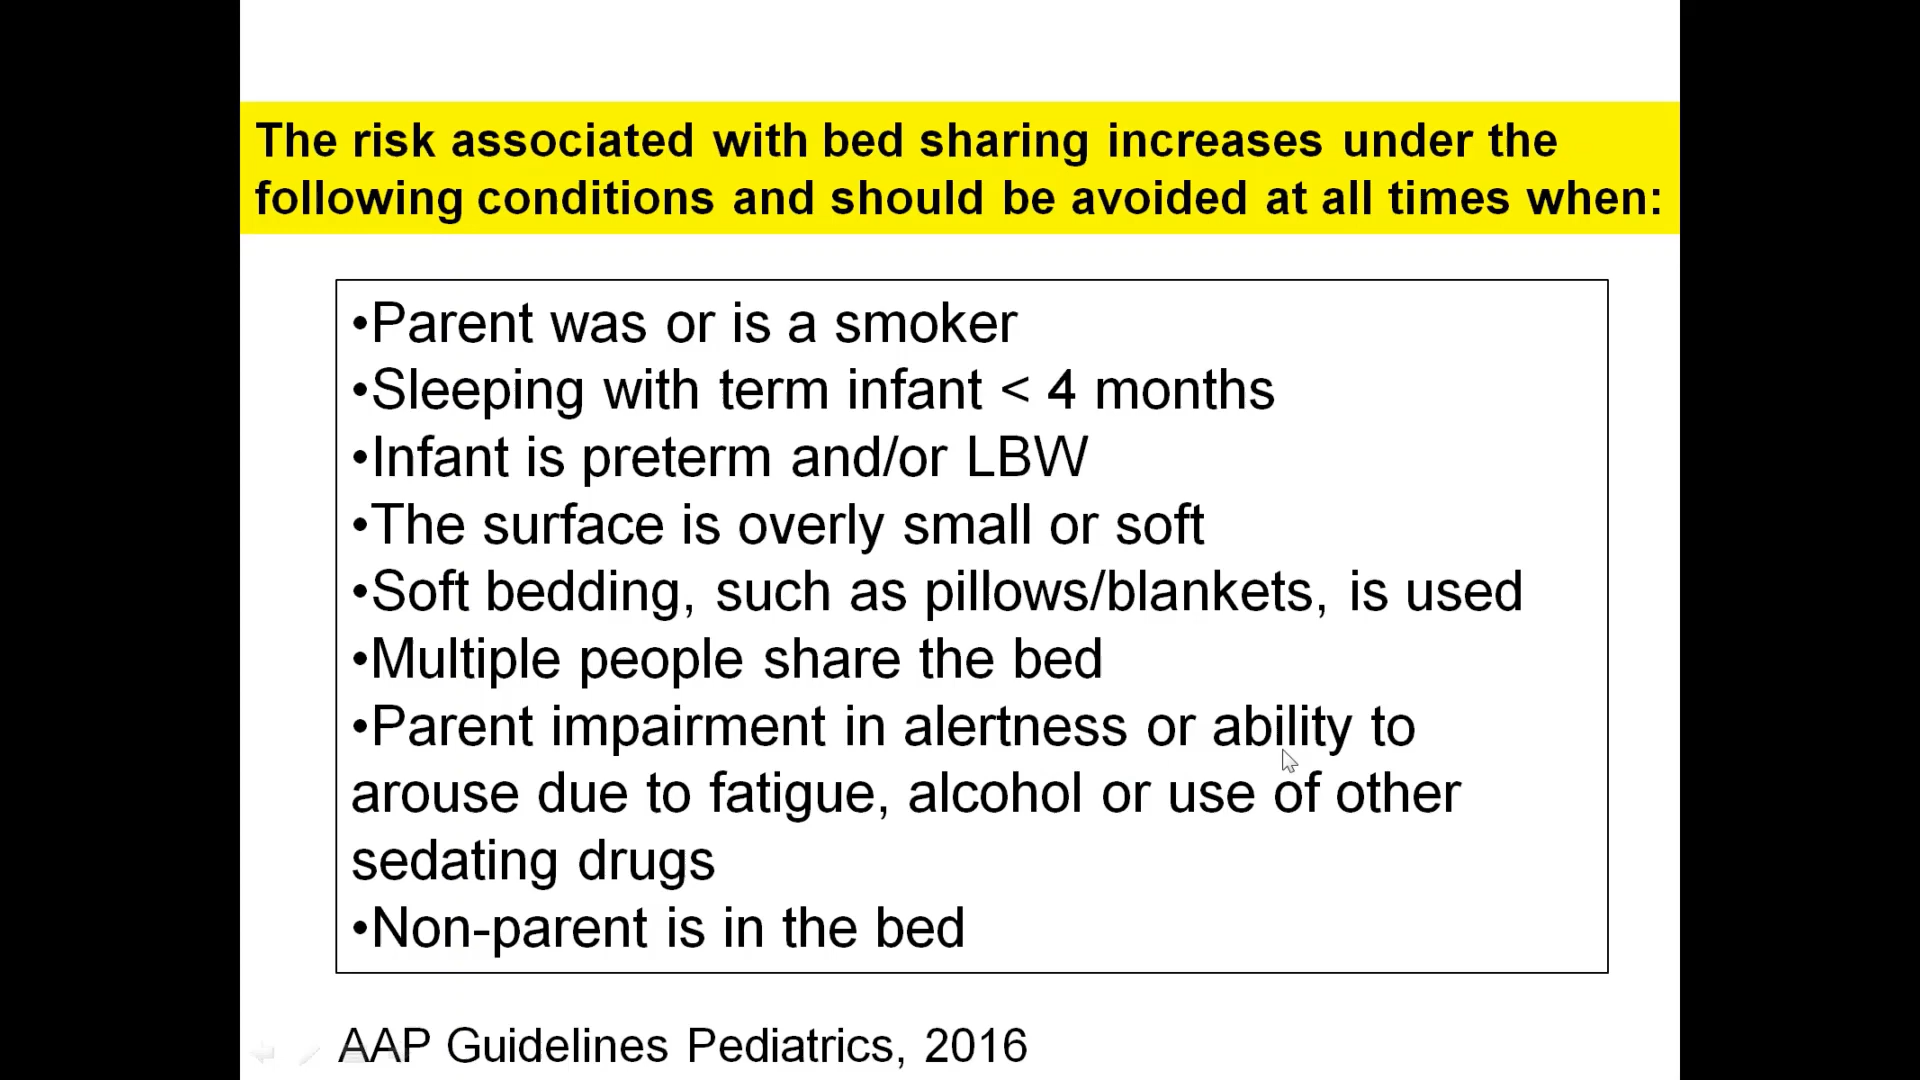 The risk associated with bed sharing increases under the
following conditions and should be avoided at all times when:
•Parent was or is a smoker
•Sleeping with term infant < 4 months
•Infant is preterm and/or LBW
•The surface is overly small or soft
•Soft bedding, such as pillows/blankets, is used
•Multiple people share the bed
•Parent impairment in alertness or ability to
arouse due to fatigue, alcohol or use of other
sedating drugs
•Non-parent is in the bed
AAP Guidelines Pediatrics, 2016